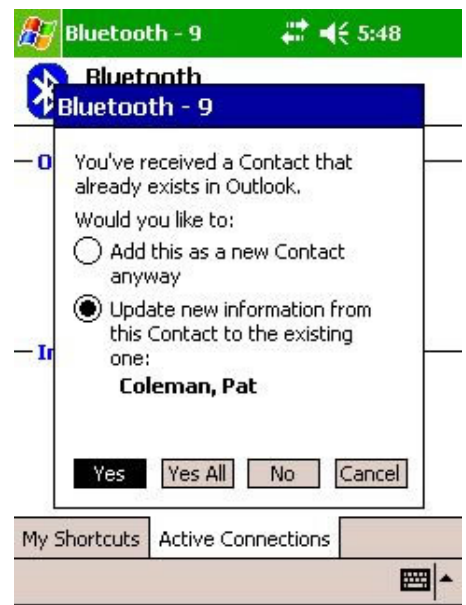 Bluetooth - 9 5:48
Bluetooth
Bluetooth - 9
O
You've received a Contact that
already exists in Outlook.
Would you like to:
Add this as a new Contact
anyway
Update new information from
this Contact to the existing
one:
Coleman, Pat
Yes Yes All No Cancel
My Shortcuts Active Connections